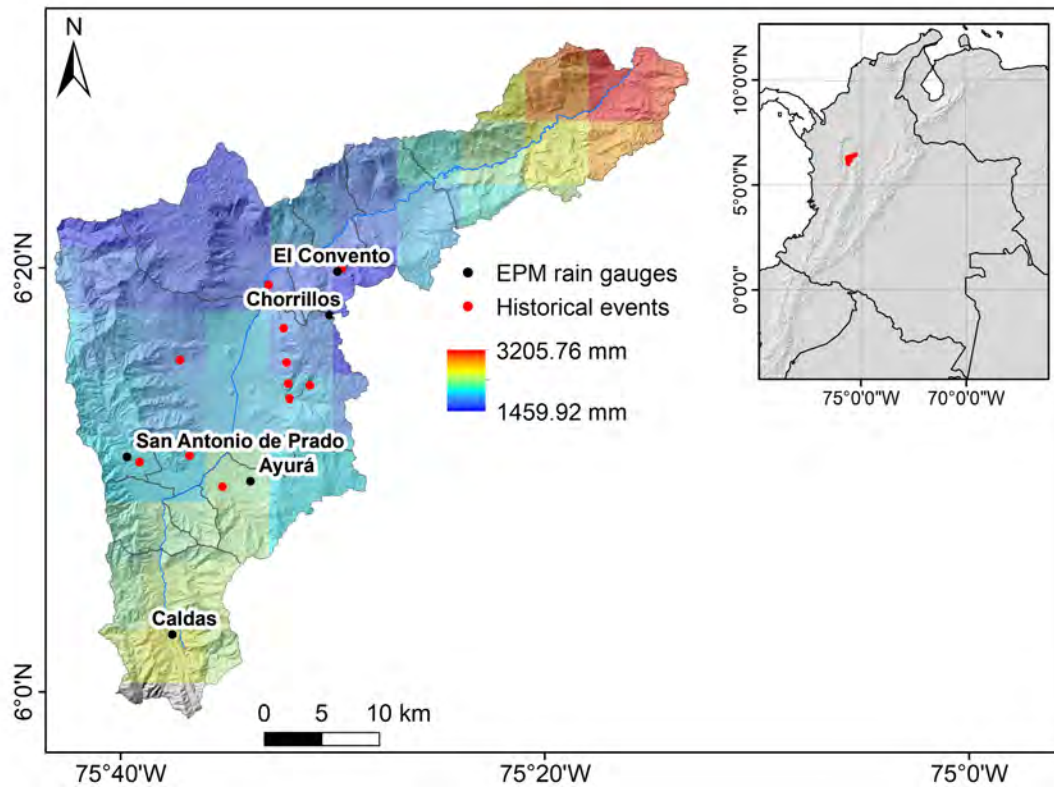 N
10°0'0"N
5°0'0"N
0°0'0"
75°0'0"W 70°0'0"W
6°20'N
6°0'N
El Convento
Chorrillos
San Antonio de Prado
Ayurá
Caldas
EPM rain gauges
Historical events
3205.76 mm
1459.92 mm
0 5 10 km
75°40'W 75°20'W 75°0'W